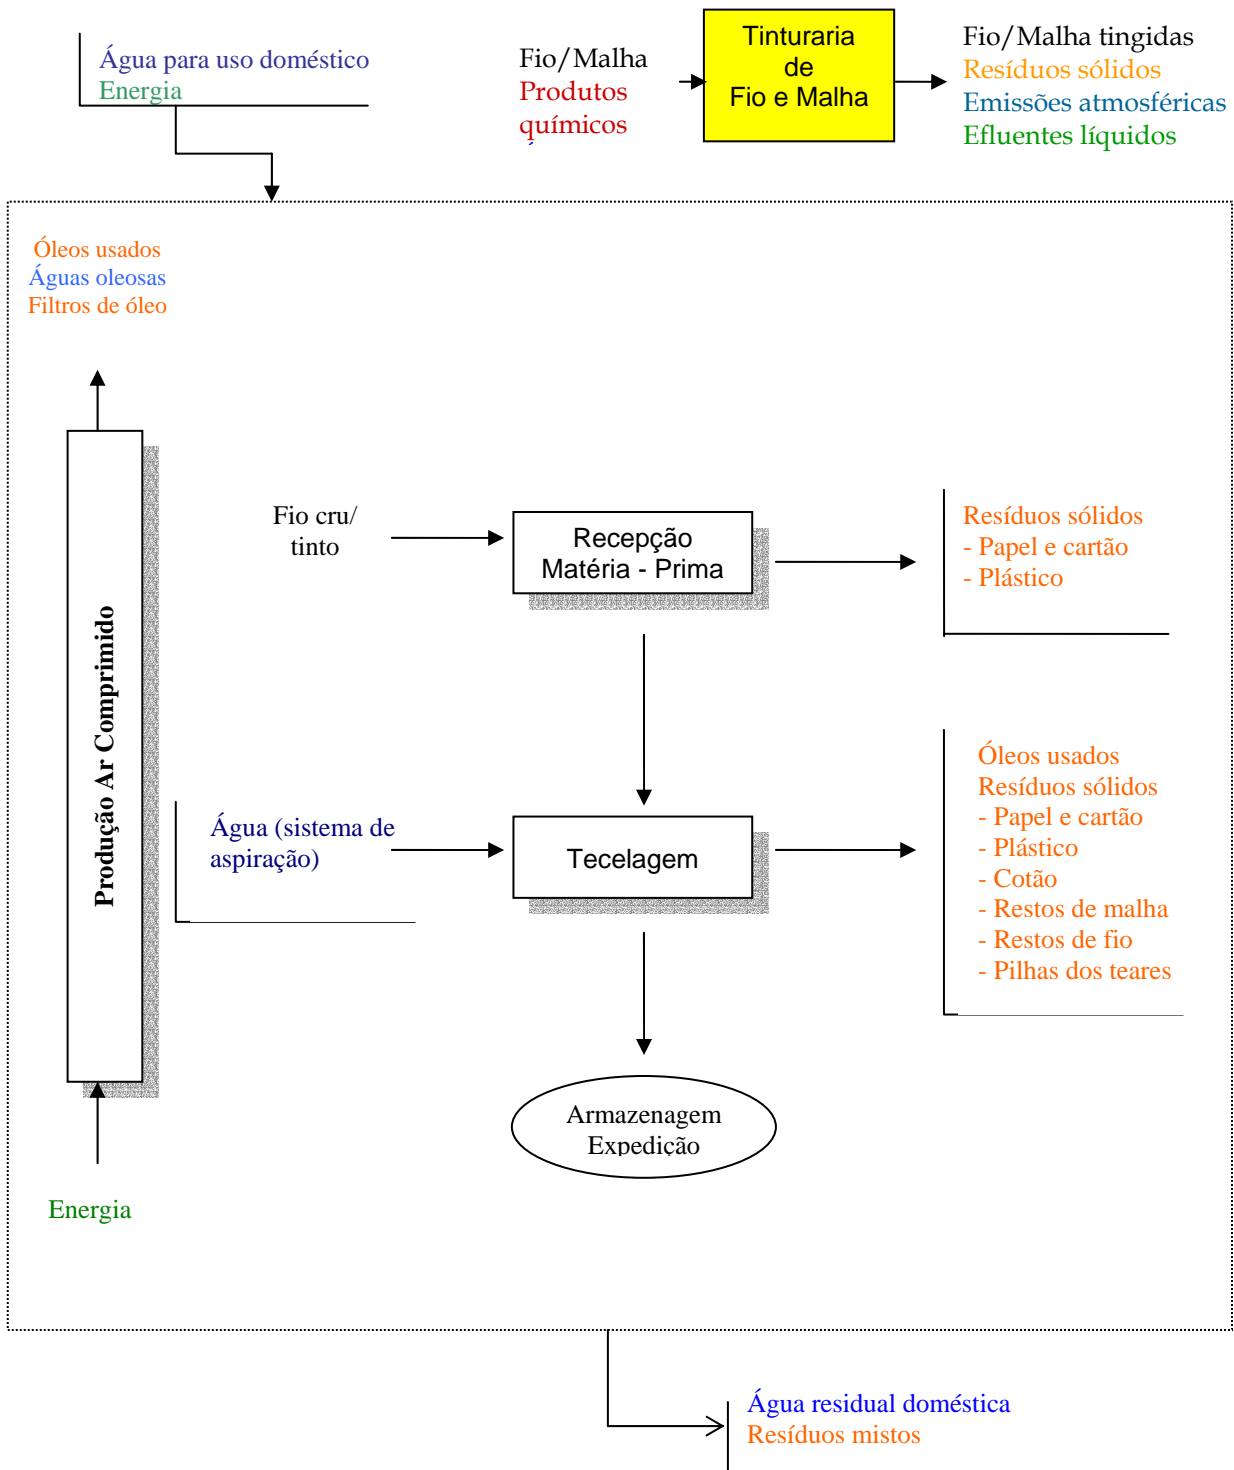 Água para uso doméstico
Energia
Fio/Malha
Produtos
químicos
Tinturaria
de
Fio e Malha
Fio/Malha tingidas
Resíduos sólidos
Emissões atmosféricas
Efluentes líquidos
Óleos usados
Águas oleosas
Filtros de óleo
Produção Ar Comprimido
Fio cru/
tinto
Recepção
Matéria - Prima
Resíduos sólidos
- Papel e cartão
- Plástico
Água (sistema de
aspiração)
Tecelagem
Óleos usados
Resíduos sólidos
- Papel e cartão
- Plástico
- Cotão
- Restos de malha
- Restos de fio
- Pilhas dos teares
Armazenagem
Expedição
Energia
Água residual doméstica
Resíduos mistos